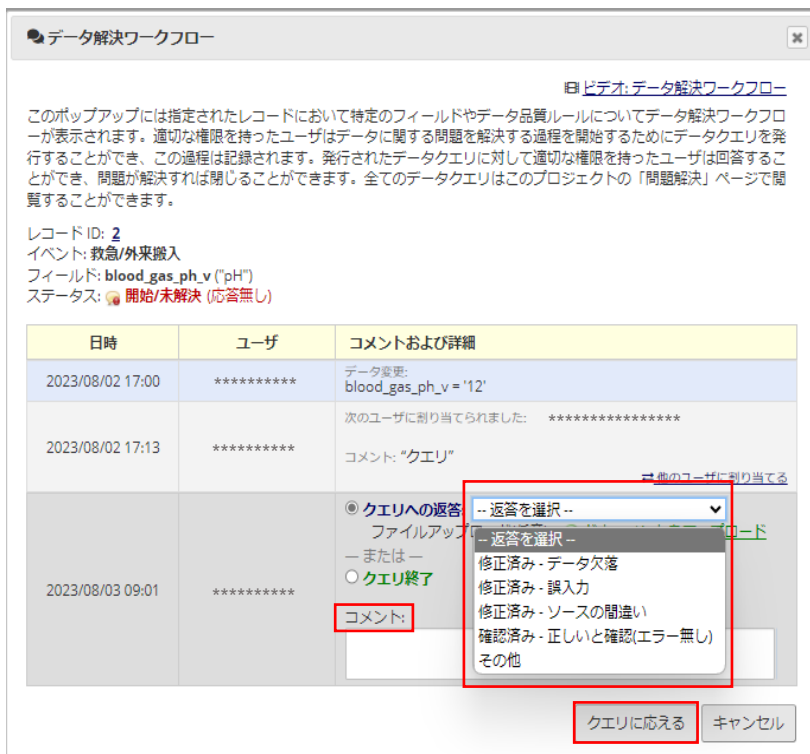 データ解決ワークフロー
ビデオ: データ解決ワークフロー
このポップアップには指定されたレコードにおいて特定のフィールドやデータ品質ルールについてデータ解決ワークフロ
ーが表示されます。適切な権限を持ったユーザはデータに関する問題を解決する過程を開始するためにデータクエリを発
行することができ、この過程は記録されます。発行されたデータクエリに対して適切な権限を持ったユーザは回答するこ
とができ、問題が解決すれば閉じることができます。全てのデータクエリはこのプロジェクトの「問題解決」ページで閲
覧することができます。
レコード ID: 2
イベント: 救急/外来搬入
フィールド: blood_gas_ph_v ("pH")
ステータス: 開始/未解決 (応答無し)
日時 ユーザ コメントおよび詳細
2023/08/02 17:00 ********** データ変更:
blood_gas_ph_v = '12'
2023/08/02 17:13 ********** 次のユーザに割り当てられました: ****************
コメント: “クエリ”
他のユーザに割り当てる
2023/08/03 09:01 ********** クエリへの返答 -- 返答を選択 --
ファイルアップ ード
-- 返答を選択 --
— または —
クエリ終了
修正済み - データ欠落
修正済み - 誤入力
修正済み - ソースの間違い
確認済み - 正しいと確認(エラー無し)
その他
コメント:
クエリに応える キャンセル